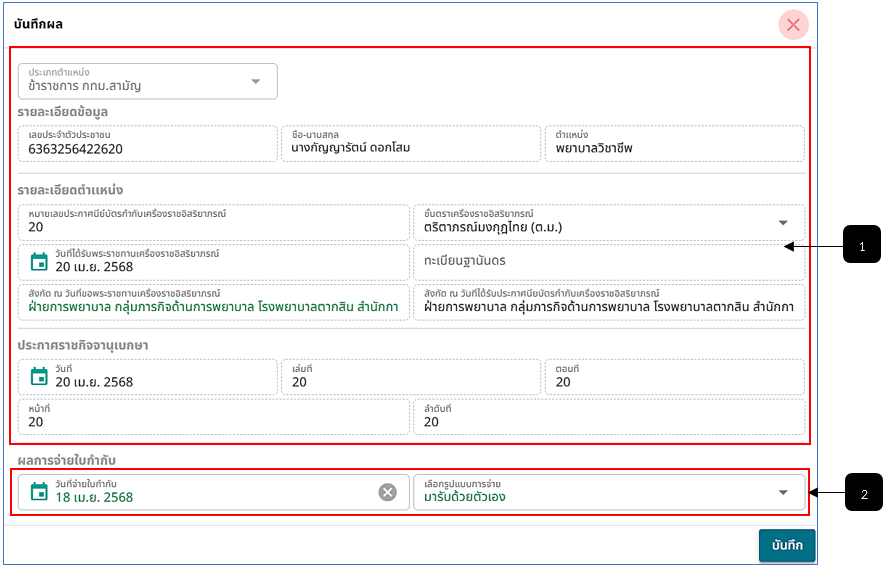 บันทึกผล
ประเภทตำแหน่ง
ข้าราชการ กทม.สามัญ
รายละเอียดข้อมูล
เลขประจำตัวประชาชน ชื่อ-นามสกุล ตำแหน่ง
6363256422620 นางกัญญารัตน์ ดอกโสม พยาบาลวิชาชีพ
รายละเอียดตำแหน่ง
หมายเลขประกาศนียบัตรกำกับเครื่องราชอิสริยาภรณ์ ชั้นตราเครื่องราชอิสริยาภรณ์
20 ตริตาภรณ์มงกุฎไทย (ต.ม.)
1
วันที่ได้รับพระราชทานเครื่องราชอิสริยาภรณ์
20 เม.ย. 2568 ทะเบียนฐานันดร
สังกัด ณ วันที่ขอพระราชทานเครื่องราชอิสริยาภรณ์ สังกัด ณ วันที่ได้รับประกาศนียบัตรกำกับเครื่องราชอิสริยาภรณ์
ฝ่ายการพยาบาล กลุ่มภารกิจด้านการพยาบาล โรงพยาบาลตากสิน สำนักกา ฝ่ายการพยาบาล กลุ่มภารกิจด้านการพยาบาล โรงพยาบาลตากสิน สำนักกา
ประกาศราชกิจจานุเบกษา
วันที่ เล่มที่ ตอนที่
20 เม.ย. 2568 20 20
หน้าที่ ลำดับที่
20 20
ผลการจ่ายใบกำกับ
วันที่จ่ายใบกำกับ เลือกรูปแบบการจ่าย
18 เม.ย. 2568 มารับด้วยตัวเอง
2
บันทึก